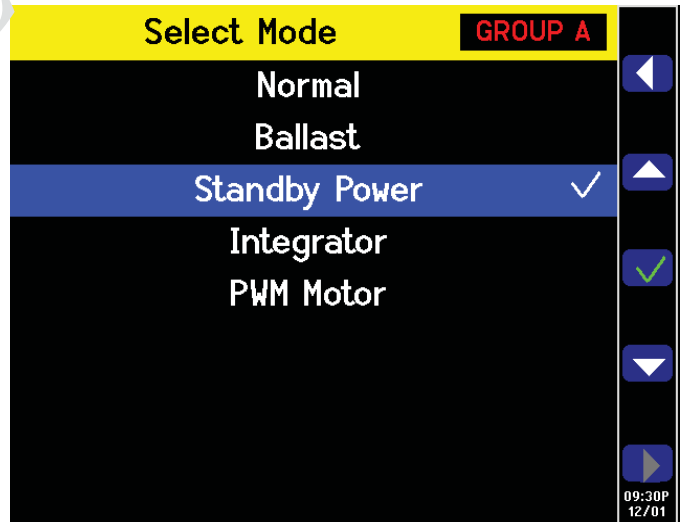 Select Mode GROUP A
Normal
Ballast
Standby Power
Integrator
PWM Motor
09:30P
12/01